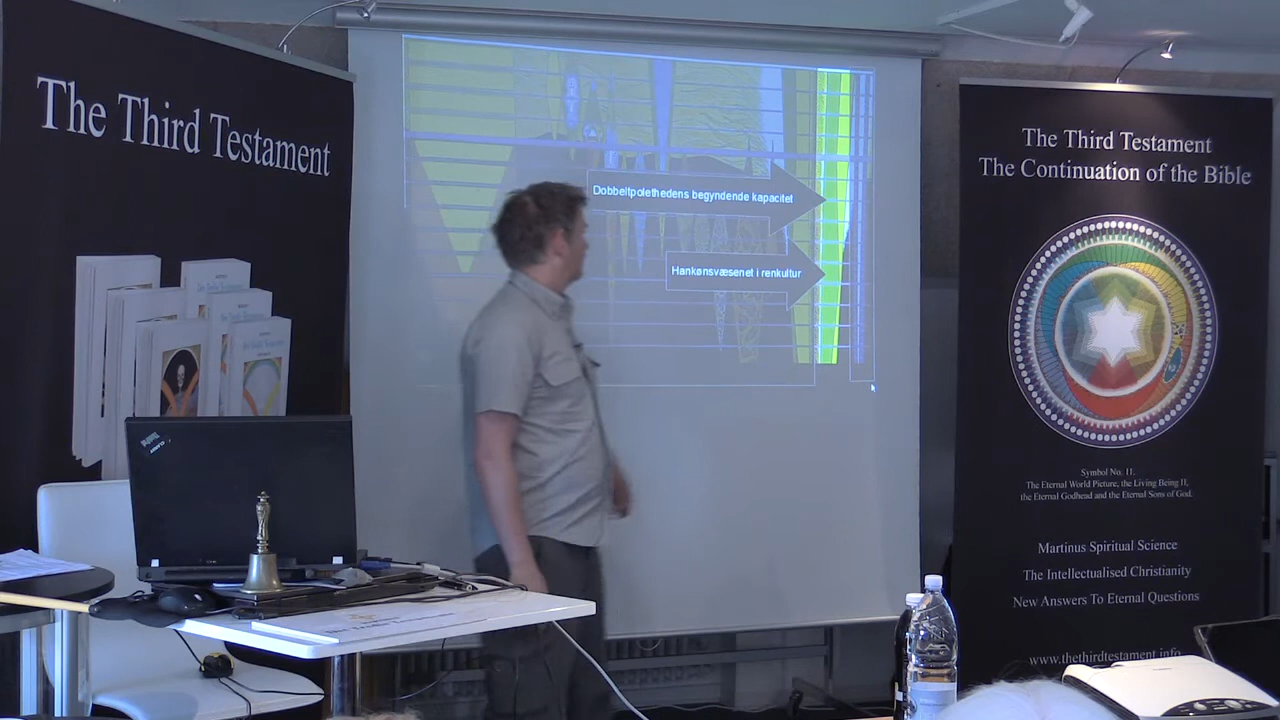 The Third Testament
Dobbeltpolethedens begyndende kapacitet
Hankønsvæsenet i renkultur
The Third Testament
The Continuation of the Bible
Symbol No. 11.
The Eternal World Picture, the Living Being II,
the Eternal Godhead and the Eternal Sons of God.
Martinus Spiritual Science
The Intellectualised Christianity
New Answers To Eternal Questions
www.thethirdtestament.info